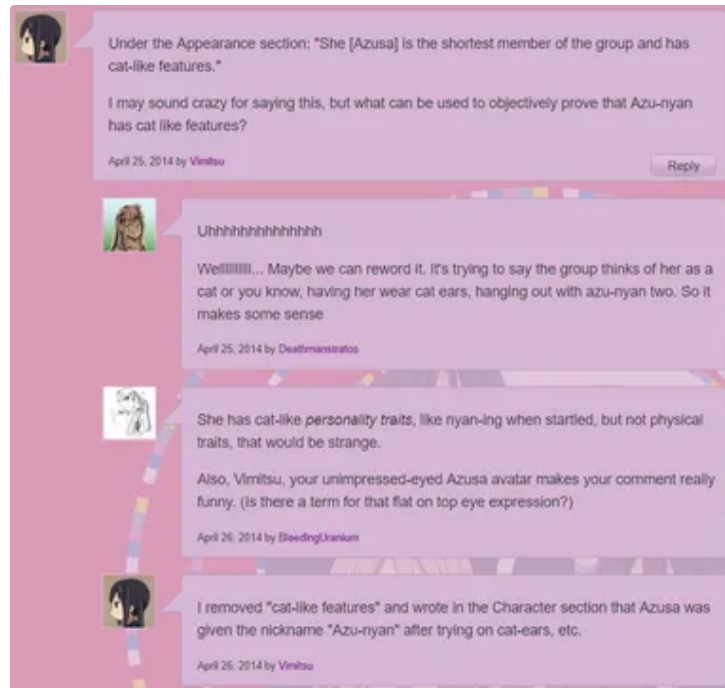 Under the Appearance section: "She [Azusa] is the shortest member of the group and has
cat-like features."
I may sound crazy for saying this, but what can be used to objectively prove that Azu-nyan
has cat like features?
April 25, 2014 by Vimitsu
Reply
Uhhhhhhhhhhhhhh
Wellllllllll... Maybe we can reword it. It's trying to say the group thinks of her as a
cat or you know, having her wear cat ears, hanging out with azu-nyan two. So it
makes some sense
April 25, 2014 by Deathmanstratos
She has cat-like personality traits, like nyan-ing when startled, but not physical
traits, that would be strange.
Also, Vimitsu, your unimpressed-eyed Azusa avatar makes your comment really
funny. (Is there a term for that flat on top eye expression?)
April 26, 2014 by BleedingUranium
I removed "cat-like features" and wrote in the Character section that Azusa was
given the nickname "Azu-nyan" after trying on cat-ears, etc.
April 26, 2014 by Vimitsu